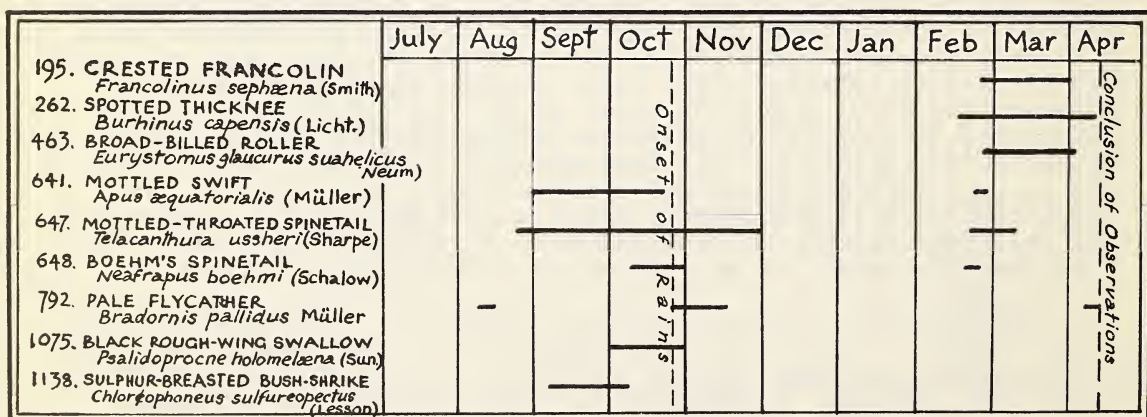 July Aug Sept Oct Nov Dec Jan Feb Mar Apr
195. CRESTED FRANCOLIN
Francolinus sephæna (Smith)
262. SPOTTED THICKNEE
Burhinus capensis (Licht.)
463. BROAD-BILLED ROLLER
Eurystomus glaucurus suahelicus
Neum)
641. MOTTLED SWIFT
Apus æquatorialis (Müller)
647. MOTTLED-THROATED SPINETAIL
Telacanthura ussheri (Sharpe)
648. BOEHM'S SPINETAIL
Neafrapus boehmi (Schalow)
792. PALE FLYCATHER
Bradornis pallidus Müller
1075. BLACK ROUGH-WING SWALLOW
Psalidoprocne holomelæna (Sun.)
1138. SULPHUR-BREASTED BUSH-SHRIKE
Chlorophoneus sulfureopectus
(Lesson)
Onset of Rains
Conclusion of Observations